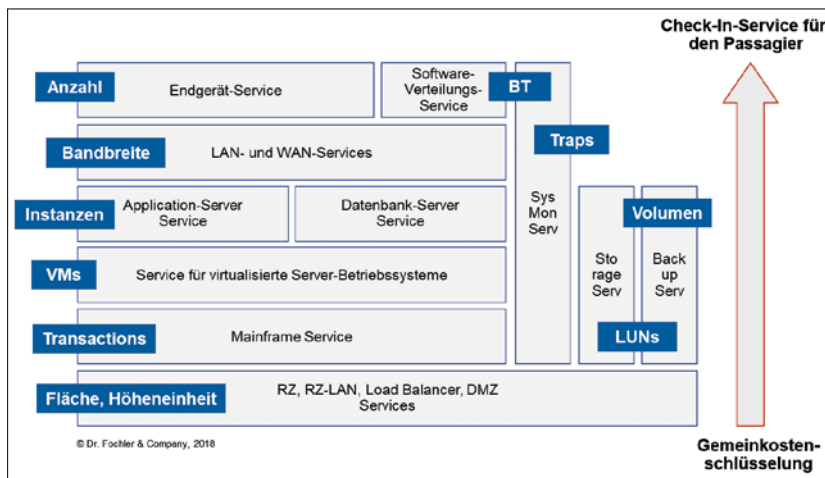 Check-In-Service für
den Passagier
Anzahl
Endgerät-Service
Software-
Verteilungs-
Service
BT
Bandbreite
LAN- und WAN-Services
Traps
Instanzen
Application-Server
Service
Datenbank-Server
Service
Sys
Mon
Serv
Volumen
VMs
Service für virtualisierte Server-Betriebssysteme
Sto
rage
Serv
Back
up
Serv
Transactions
Mainframe Service
LUNs
Fläche, Höheneinheit
RZ, RZ-LAN, Load Balancer, DMZ
Services
© Dr. Fochler & Company, 2018
Gemeinkosten-
schlüsselung